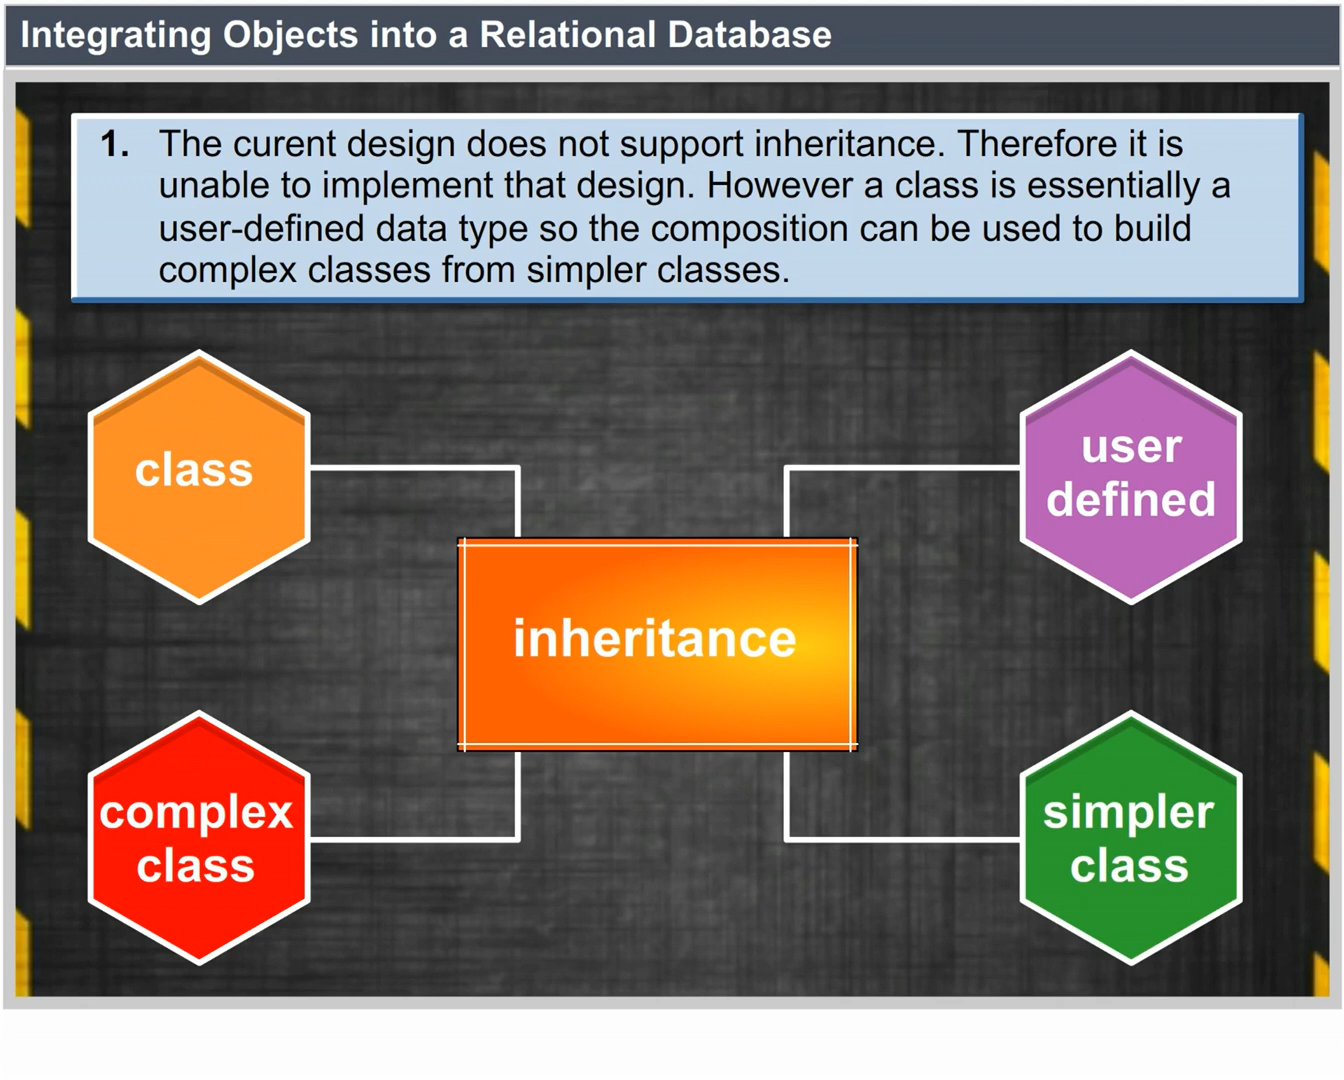 Integrating Objects into a Relational Database
1. The curent design does not support inheritance. Therefore it is
unable to implement that design. However a class is essentially a
user-defined data type so the composition can be used to build
complex classes from simpler classes.
class
user
defined
inheritance
complex
class
simpler
class